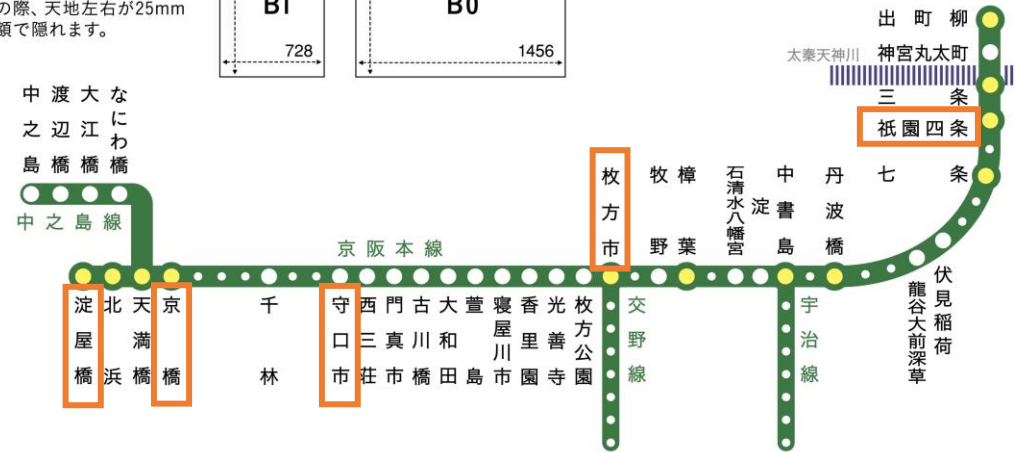 の際、天地左右が25mm
額で隠れます。
B1
728
B0
1456
出町柳
太秦天神川
神宮丸太町
三条
祇園四条
七条
中之島
渡辺橋
大江橋
なにわ橋
中之島線
京阪本線
枚方市
牧野
樟葉
石清水八幡宮
淀
中書島
丹波橋
淀屋橋
北浜
天満橋
京橋
千林
守口市
西三荘
門真市
古川橋
大和田
萱島
寝屋川市
香里園
光善寺
枚方公園
交野線
宇治線
龍谷大前深草
伏見稲荷